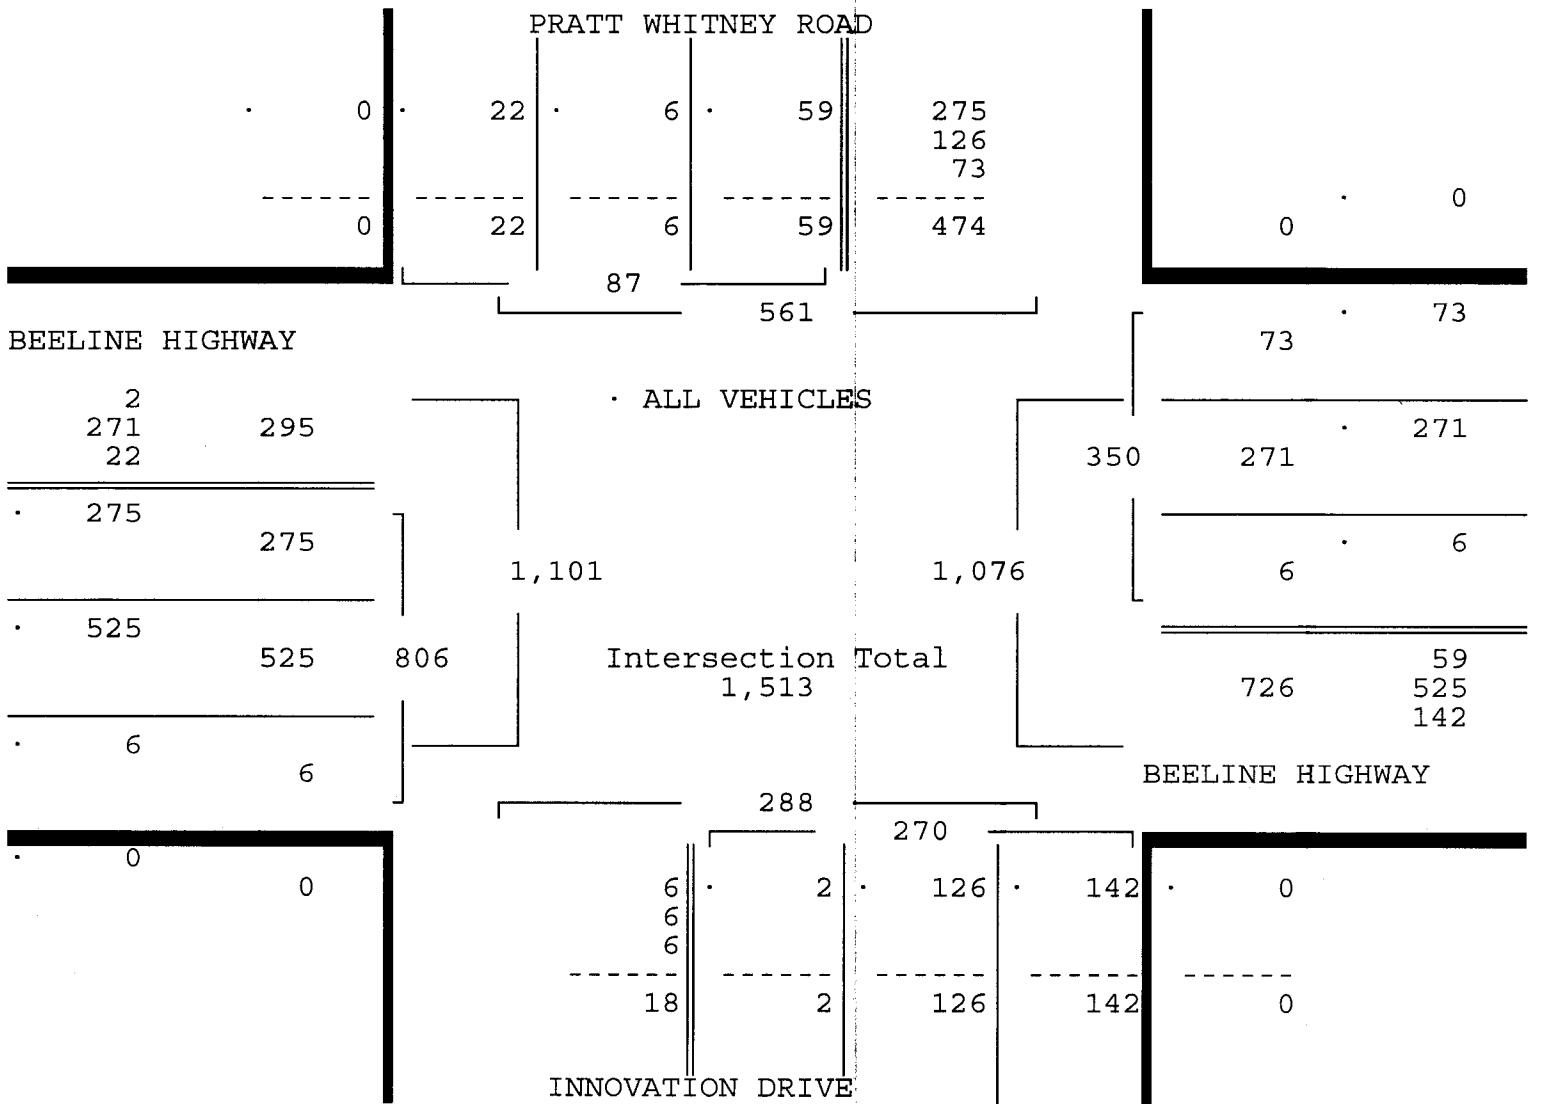 PRATT WHITNEY ROAD
· 0 · 22 · 6 · 59 275
126
73
------ ------ ------ ------ ------ · 0
0 22 6 59 474 0
87
561 · 73
BEELINE HIGHWAY 73
2 · ALL VEHICLES
271 295 · 271
22 350 271
· 275
275 · 6
1,101 1,076 6
· 525
525 806 Intersection Total 59
1,513 726 525
142
· 6
6 BEELINE HIGHWAY
288
270
· 0
0 6 · 2 · 126 · 142 · 0
6
6
------ ------ ------ ------ ------
18 2 126 142 0
INNOVATION DRIVE